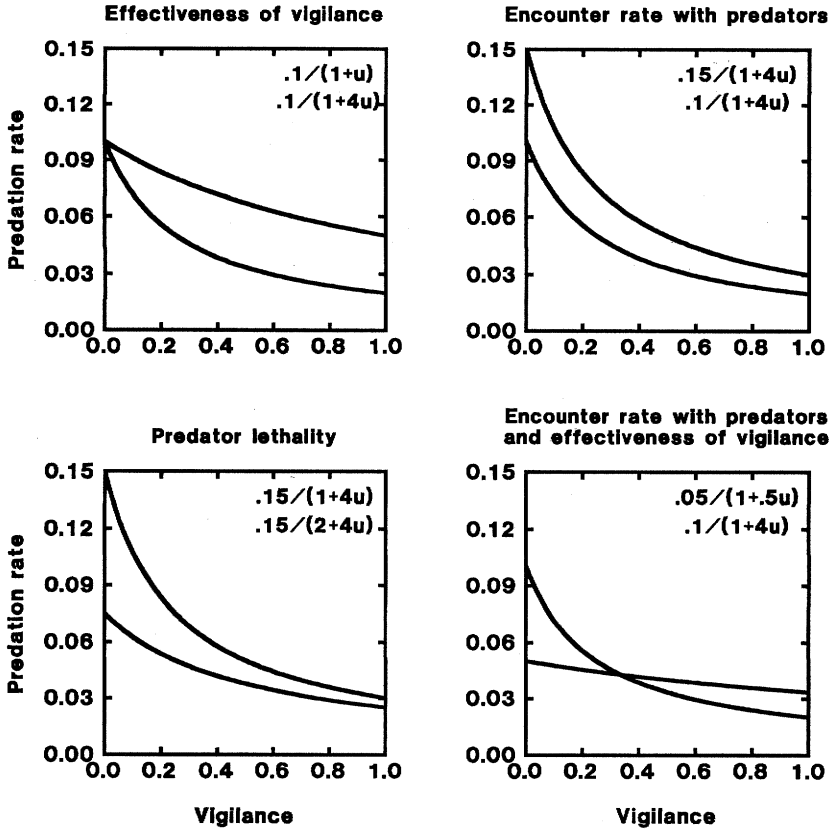 Effectiveness of vigilance
.1/(1+u)
.1/(1+4u)
Predation rate
0.15
0.12
0.09
0.06
0.03
0.00
0.0 0.2 0.4 0.6 0.8 1.0
Encounter rate with predators
.15/(1+4u)
.1/(1+4u)
0.15
0.12
0.09
0.06
0.03
0.00
0.0 0.2 0.4 0.6 0.8 1.0
Predator lethality
.15/(1+4u)
.15/(2+4u)
Predation rate
0.15
0.12
0.09
0.06
0.03
0.00
0.0 0.2 0.4 0.6 0.8 1.0
Vigilance
Encounter rate with predators
and effectiveness of vigilance
.05/(1+.5u)
.1/(1+4u)
0.15
0.12
0.09
0.06
0.03
0.00
0.0 0.2 0.4 0.6 0.8 1.0
Vigilance